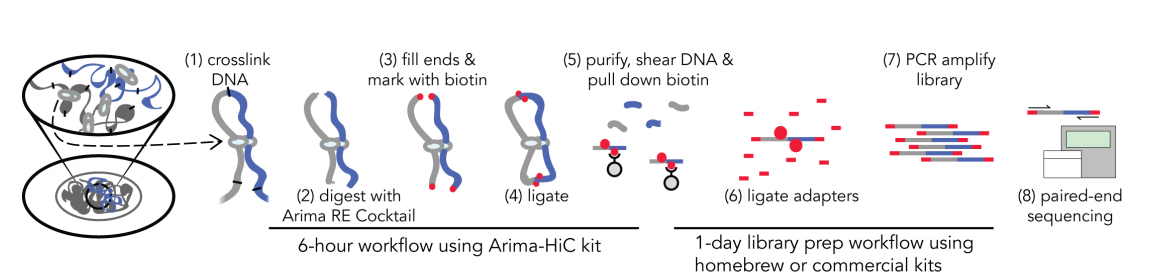 (1) crosslink
DNA
(2) digest with
Arima RE Cocktail
(3) fill ends &
mark with biotin
(4) ligate
(5) purify, shear DNA &
pull down biotin
(6) ligate adapters
(7) PCR amplify
library
(8) paired-end
sequencing
6-hour workflow using Arima-HiC kit
1-day library prep workflow using
homebrew or commercial kits